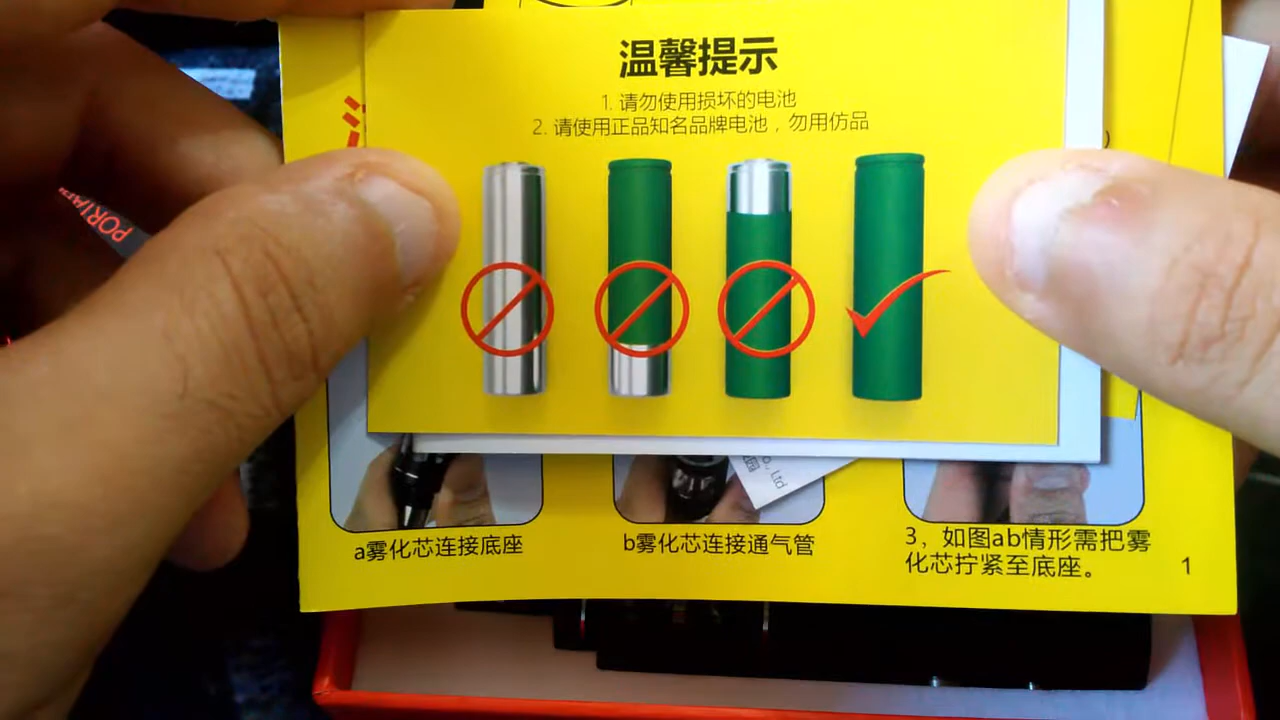 温馨提示
1. 请勿使用损坏的电池
2. 请使用正品知名品牌电池，勿用仿品
PORIA
o., Ltd
a雾化芯连接底座
b雾化芯连接通气管
3，如图ab情形需把雾
化芯拧紧至底座。
1